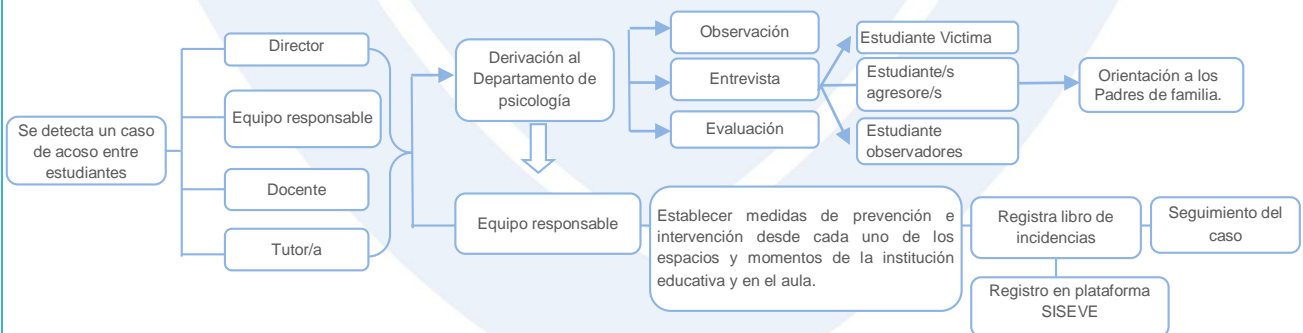 Se detecta un caso
de acoso entre
estudiantes
Director
Equipo responsable
Docente
Tutor/a
Derivación al
Departamento de
psicología
Observación
Entrevista
Evaluación
Estudiante Victima
Estudiante/s
agresore/s
Estudiante
observadores
Orientación a los
Padres de familia.
Equipo responsable
Establecer medidas de prevención e
intervención desde cada uno de los
espacios y momentos de la institución
educativa y en el aula.
Registra libro de
incidencias
Seguimiento del
caso
Registro en plataforma
SISEVE